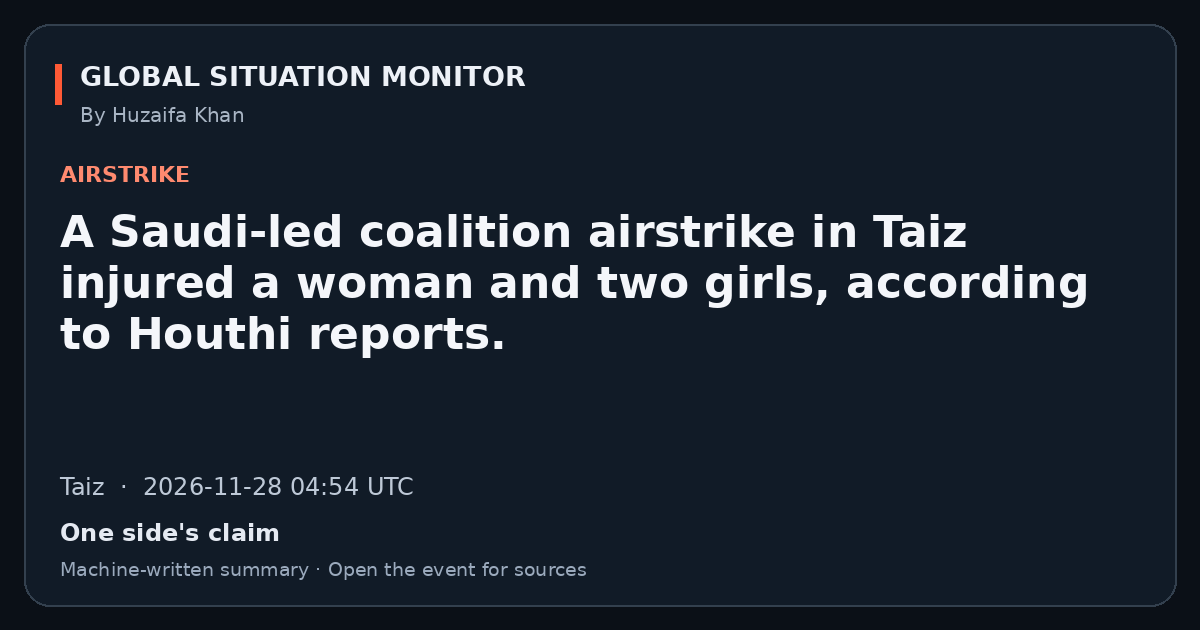 GLOBAL SITUATION MONITOR
By Huzaifa Khan
AIRSTRIKE
A Saudi-led coalition airstrike in Taiz
injured a woman and two girls, according
to Houthi reports.
Taiz · 2026-11-28 04:54 UTC
One side's claim
Machine-written summary · Open the event for sources